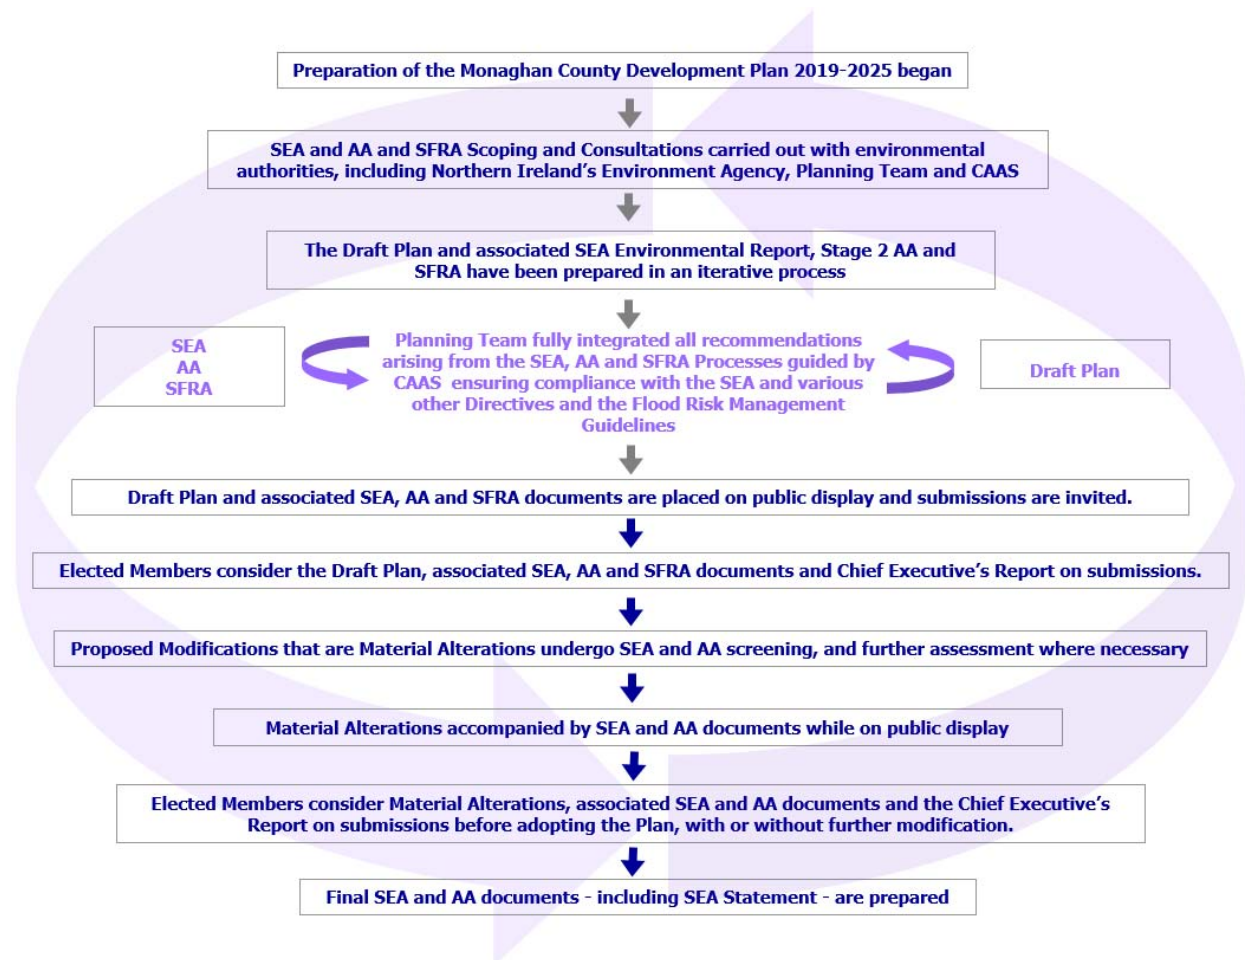 Preparation of the Monaghan County Development Plan 2019-2025 began
SEA and AA and SFRA Scoping and Consultations carried out with environmental
authorities, including Northern Ireland's Environment Agency, Planning Team and CAAS
The Draft Plan and associated SEA Environmental Report, Stage 2 AA and
SFRA have been prepared in an iterative process
SEA
AA
SFRA
Planning Team fully integrated all recommendations
arising from the SEA, AA and SFRA Processes guided by
CAAS ensuring compliance with the SEA and various
other Directives and the Flood Risk Management
Guidelines
Draft Plan
Draft Plan and associated SEA, AA and SFRA documents are placed on public display and submissions are invited.
Elected Members consider the Draft Plan, associated SEA, AA and SFRA documents and Chief Executive's Report on submissions.
Proposed Modifications that are Material Alterations undergo SEA and AA screening, and further assessment where necessary
Material Alterations accompanied by SEA and AA documents while on public display
Elected Members consider Material Alterations, associated SEA and AA documents and the Chief Executive's
Report on submissions before adopting the Plan, with or without further modification.
Final SEA and AA documents - including SEA Statement - are prepared